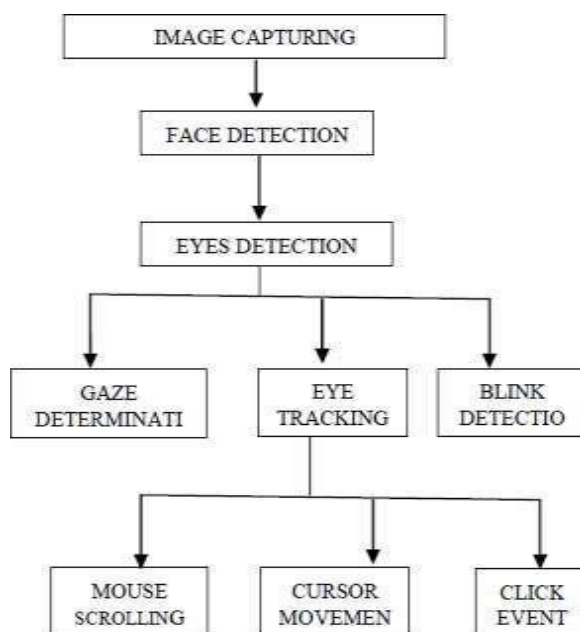 IMAGE CAPTURING
FACE DETECTION
EYES DETECTION
GAZE
DETERMINATI
EYE
TRACKING
BLINK
DETECTIO
MOUSE
SCROLLING
CURSOR
MOVEMEN
CLICK
EVENT